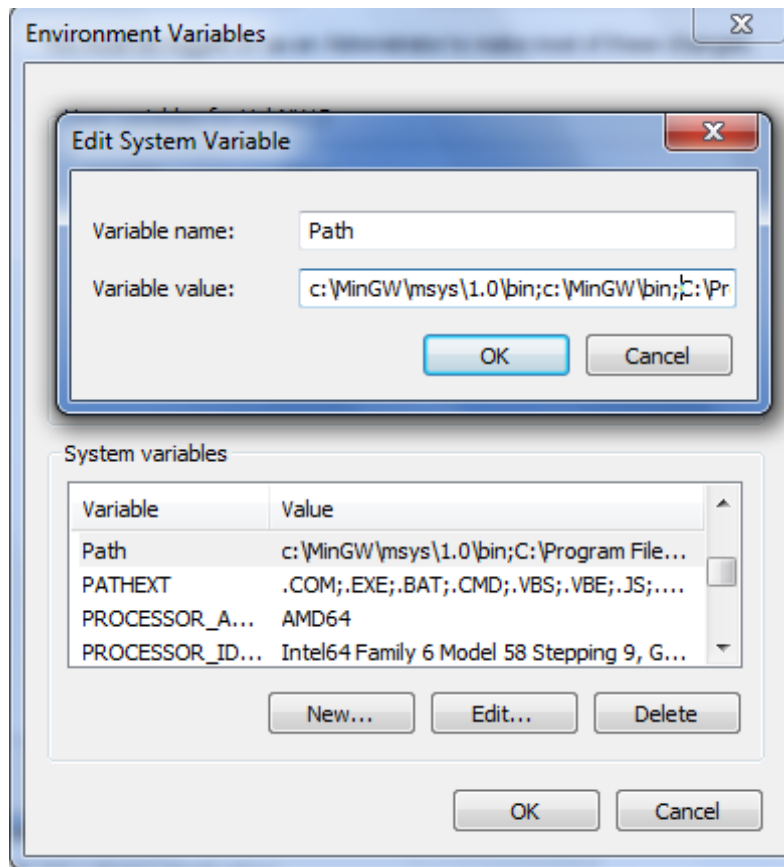 Environment Variables
Edit System Variable
Variable name:
Path
Variable value:
c:\MinGW\msys\1.0\bin;c:\MinGW\bin;C:\Pr
OK
Cancel
System variables
Variable Value
Path c:\MinGW\msys\1.0\bin;C:\Program File...
PATHEXT .COM;.EXE;.BAT;.CMD;.VBS;.VBE;.JS;....
PROCESSOR_A... AMD64
PROCESSOR_ID... Intel64 Family 6 Model 58 Stepping 9, G...
New... Edit... Delete
OK Cancel